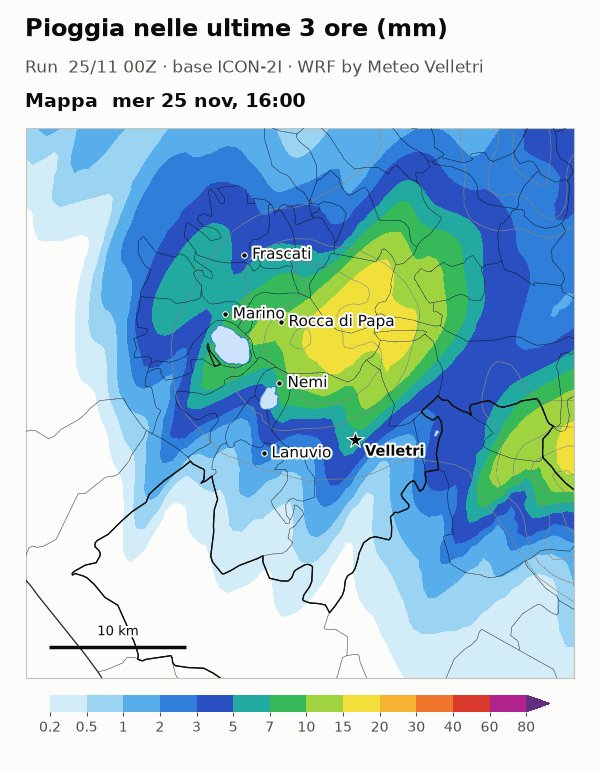 Pioggia nelle ultime 3 ore (mm)
Run  25/11 00Z · base ICON-2I · WRF by Meteo Velletri
Mappa  mer 25 nov, 16:00
Frascati
Marino
Rocca di Papa
Nemi
Velletri
Lanuvio
10 km
0.2 0.5 1 2 3 5 7 10 15 20 30 40 60 80